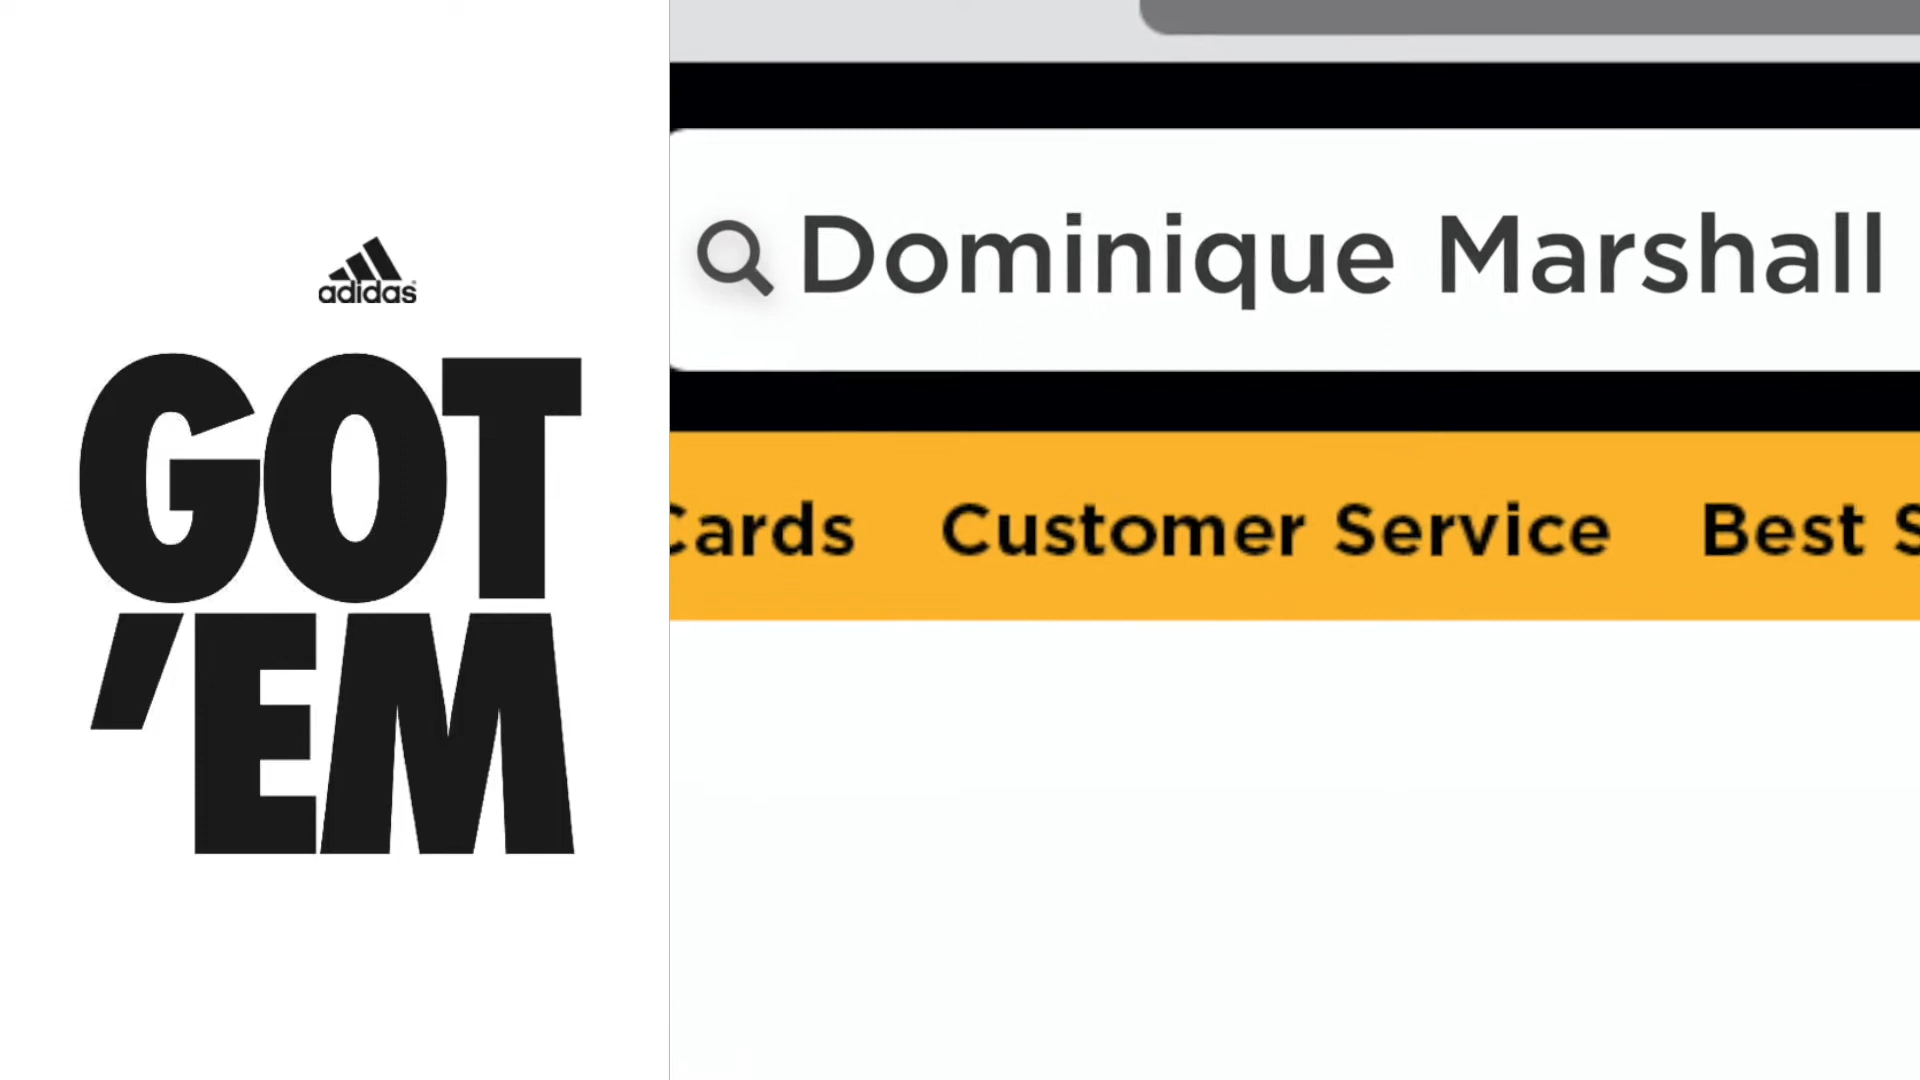 adidas
GOT
'EM
Dominique Marshall
Cards Customer Service Best S